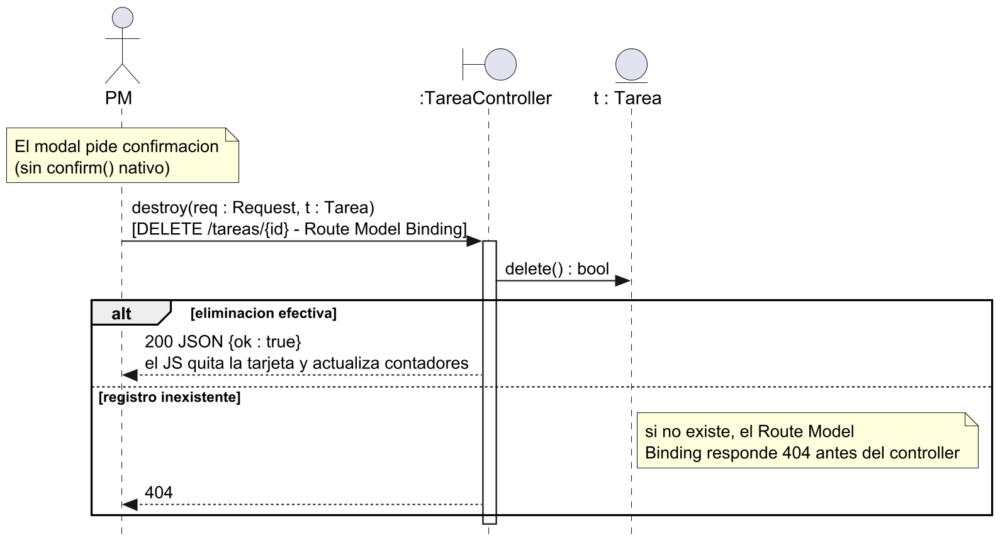 PM
:TareaController
t : Tarea
El modal pide confirmacion
(sin confirm() nativo)
destroy(req : Request, t : Tarea)
[DELETE /tareas/{id} - Route Model Binding]
delete() : bool
alt
[eliminacion efectiva]
200 JSON {ok : true}
el JS quita la tarjeta y actualiza contadores
[registro inexistente]
si no existe, el Route Model
Binding responde 404 antes del controller
404